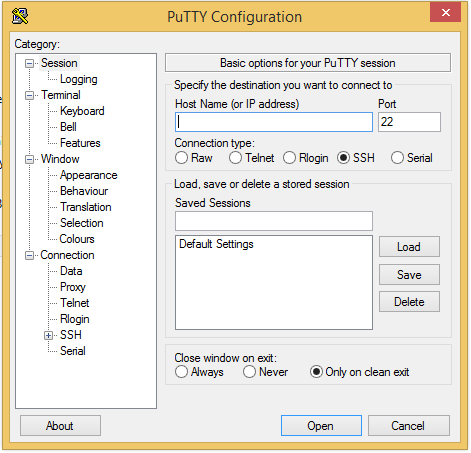 PuTTY Configuration
Category:
Session
Logging
Terminal
Keyboard
Bell
Features
Window
Appearance
Behaviour
Translation
Selection
Colours
Connection
Data
Proxy
Telnet
Rlogin
SSH
Serial
Basic options for your PuTTY session
Specify the destination you want to connect to
Host Name (or IP address) Port
22
Connection type:
Raw Telnet Rlogin SSH Serial
Load, save or delete a stored session
Saved Sessions
Default Settings
Load
Save
Delete
Close window on exit:
Always Never Only on clean exit
About Open Cancel